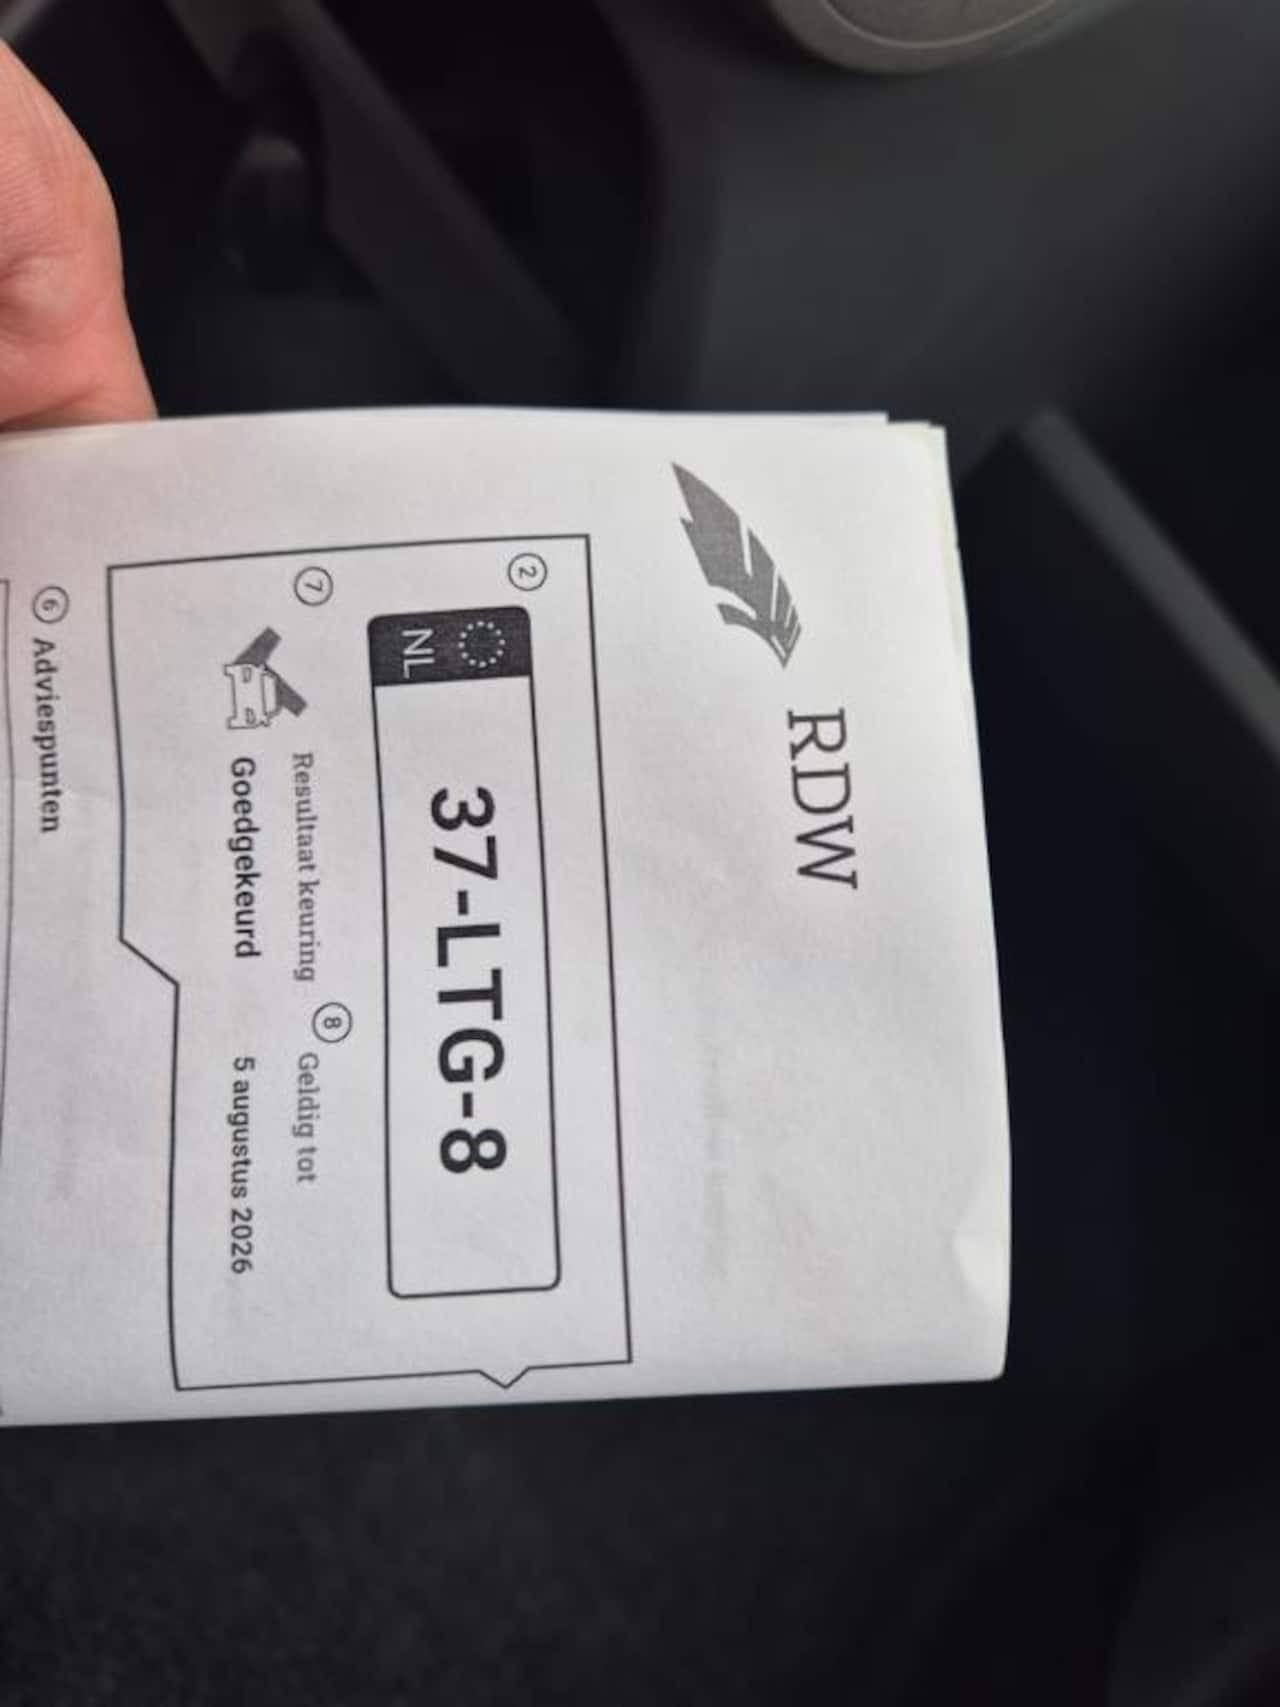 RDW
2
NL 37-LTG-8
7 Resultaat keuring 8 Geldig tot
Goedgekeurd 5 augustus 2026
6 Adviespunten